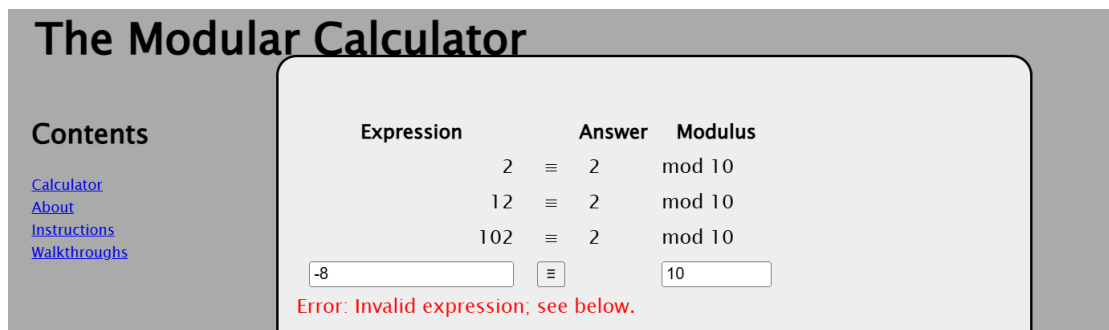 The Modular Calculator
Contents
Calculator
About
Instructions
Walkthroughs
Expression Answer Modulus
2 ≡ 2 mod 10
12 ≡ 2 mod 10
102 ≡ 2 mod 10
-8 ≡ 10
Error: Invalid expression; see below.